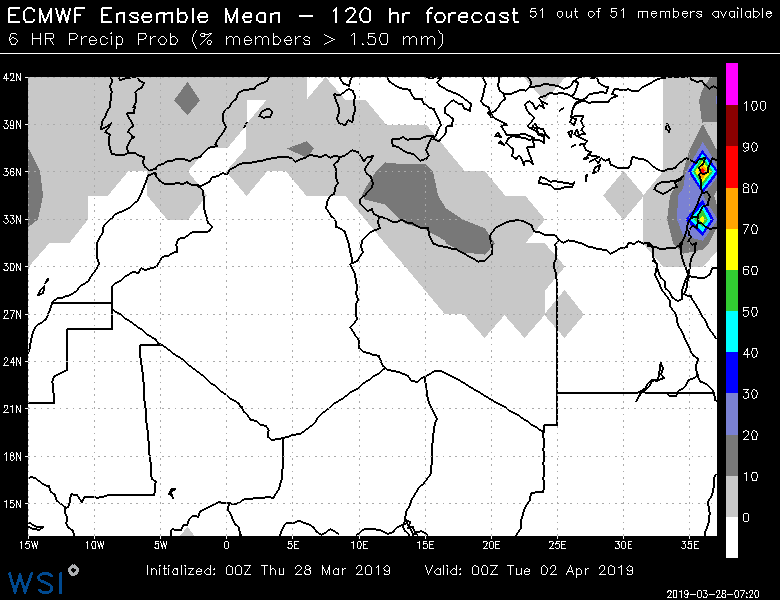 ECMWF Ensemble Mean – 120 hr forecast 51 out of 51 members available
6 HR Precip Prob (% members > 1.50 mm)
42N
39N
36N
33N
30N
27N
24N
21N
18N
15N
15W 10W 5W 0 5E 10E 15E 20E 25E 30E 35E
100
90
80
70
60
50
40
30
20
10
0
WSI
Initialized: 00Z Thu 28 Mar 2019 Valid: 00Z Tue 02 Apr 2019
2019-03-28-07:20